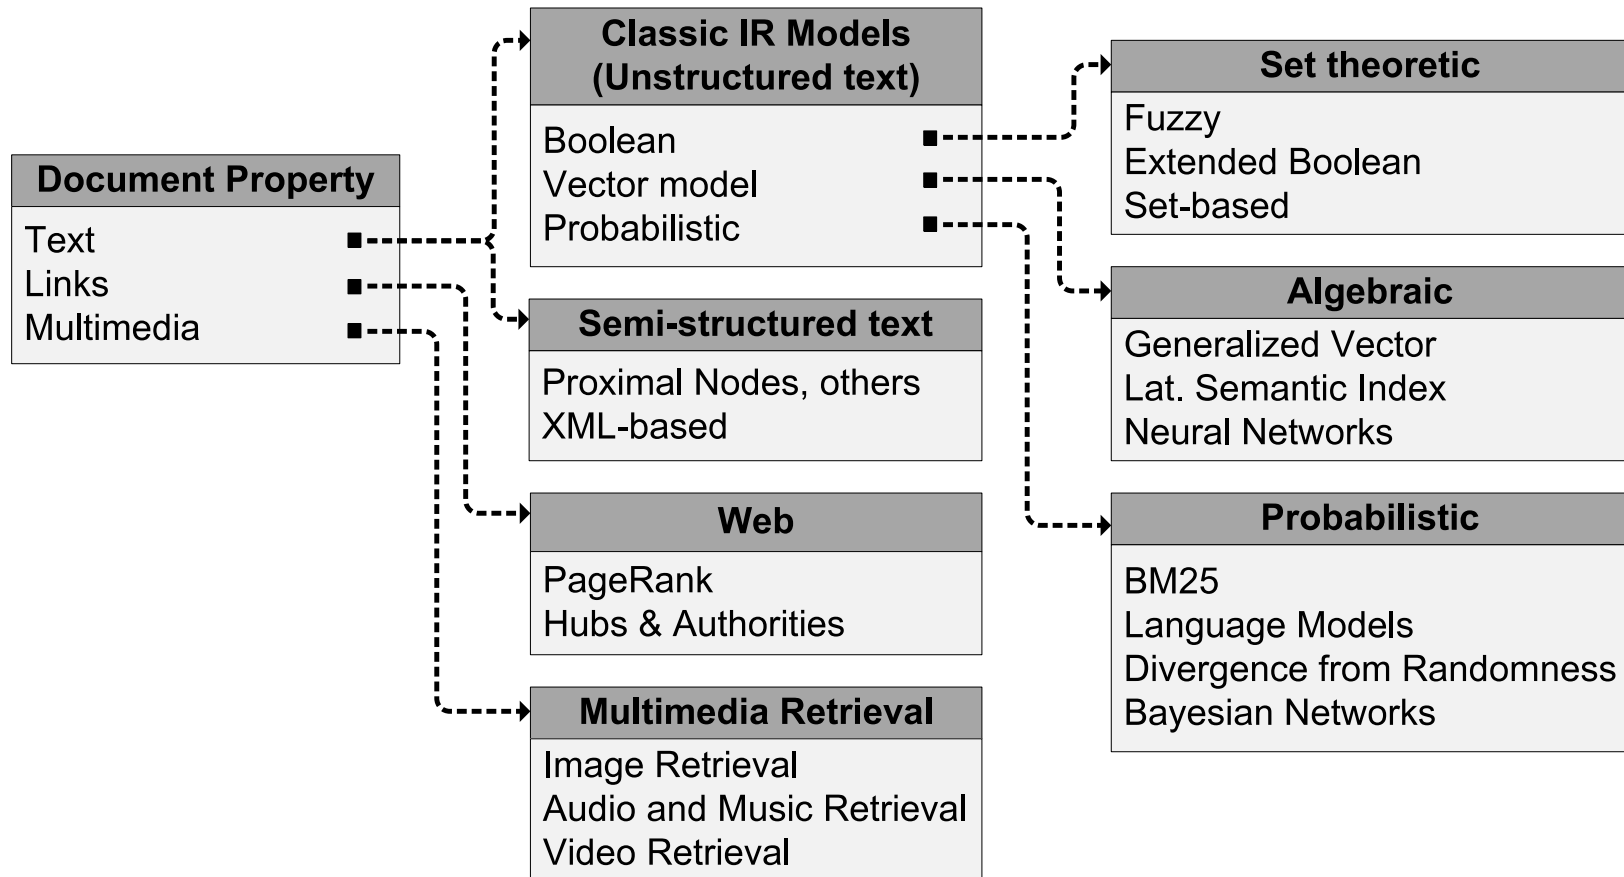 Document Property
Text
Links
Multimedia
Classic IR Models
(Unstructured text)
Boolean
Vector model
Probabilistic
Semi-structured text
Proximal Nodes, others
XML-based
Web
PageRank
Hubs & Authorities
Multimedia Retrieval
Image Retrieval
Audio and Music Retrieval
Video Retrieval
Set theoretic
Fuzzy
Extended Boolean
Set-based
Algebraic
Generalized Vector
Lat. Semantic Index
Neural Networks
Probabilistic
BM25
Language Models
Divergence from Randomness
Bayesian Networks